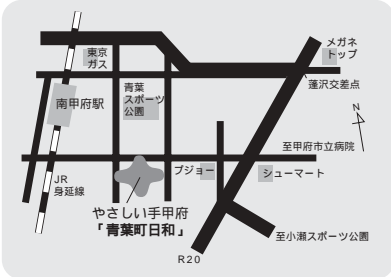 メガネ
トップ
東京
ガス
蓬沢交差点
青葉
スポーツ
公園
南甲府駅
N
至甲府市立病院
JR
身延線
プジョー
シューマート
やさしい手甲府
「青葉町日和」
至小瀬スポーツ公園
R20